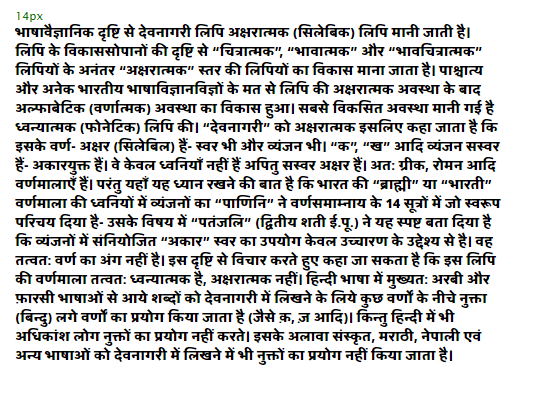 14px
भाषावैज्ञानिक दृष्टि से देवनागरी लिपि अक्षरात्मक (सिलेबिक) लिपि मानी जाती है।
लिपि के विकाससोपानों की दृष्टि से “चित्रात्मक”, “भावात्मक” और “भावचित्रात्मक”
लिपियों के अनंतर “अक्षरात्मक” स्तर की लिपियों का विकास माना जाता है। पाश्चात्य
और अनेक भारतीय भाषाविज्ञानविज्ञों के मत से लिपि की अक्षरात्मक अवस्था के बाद
अल्फाबेटिक (वर्णात्मक) अवस्था का विकास हुआ। सबसे विकसित अवस्था मानी गई है
ध्वन्यात्मक (फोनेटिक) लिपि की। “देवनागरी” को अक्षरात्मक इसलिए कहा जाता है कि
इसके वर्ण- अक्षर (सिलेबिल) हैं- स्वर भी और व्यंजन भी। “क”, “ख” आदि व्यंजन सस्वर
हैं- अकारयुक्त हैं। वे केवल ध्वनियाँ नहीं हैं अपितु सस्वर अक्षर हैं। अत: ग्रीक, रोमन आदि
वर्णमालाएँ हैं। परंतु यहाँ यह ध्यान रखने की बात है कि भारत की “ब्राह्मी” या “भारती”
वर्णमाला की ध्वनियों में व्यंजनों का “पाणिनि” ने वर्णसमाम्नाय के 14 सूत्रों में जो स्वरूप
परिचय दिया है- उसके विषय में “पतंजलि” (द्वितीय शती ई.पू.) ने यह स्पष्ट बता दिया है
कि व्यंजनों में संनियोजित “अकार” स्वर का उपयोग केवल उच्चारण के उद्देश्य से है। वह
तत्वत: वर्ण का अंग नहीं है। इस दृष्टि से विचार करते हुए कहा जा सकता है कि इस लिपि
की वर्णमाला तत्वत: ध्वन्यात्मक है, अक्षरात्मक नहीं। हिन्दी भाषा में मुख्यत: अरबी और
फ़ारसी भाषाओं से आये शब्दों को देवनागरी में लिखने के लिये कुछ वर्णों के नीचे नुक्ता
(बिन्दु) लगे वर्णों का प्रयोग किया जाता है (जैसे क़, ज़ आदि)। किन्तु हिन्दी में भी
अधिकांश लोग नुक्तों का प्रयोग नहीं करते। इसके अलावा संस्कृत, मराठी, नेपाली एवं
अन्य भाषाओं को देवनागरी में लिखने में भी नुक्तों का प्रयोग नहीं किया जाता है।